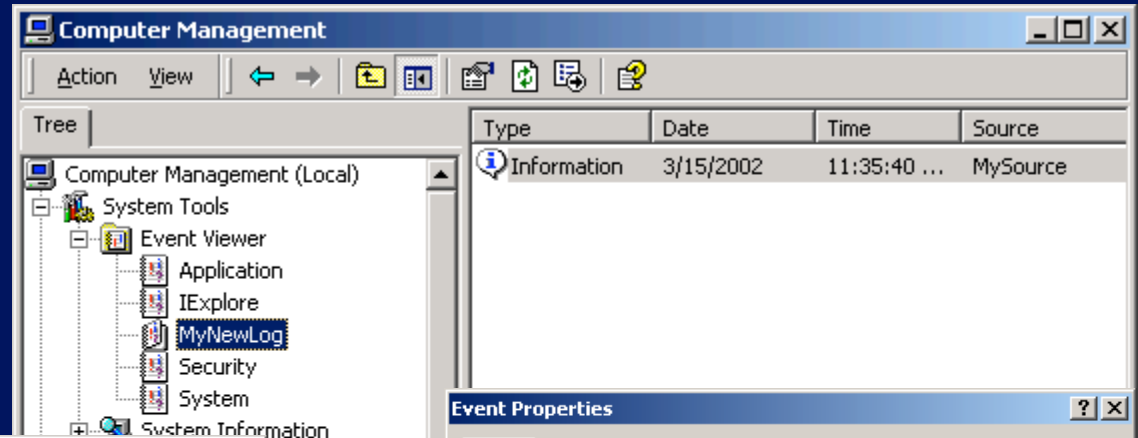 Computer Management
Action View
Tree
Type Date Time Source
Information 3/15/2002 11:35:40 ... MySource
Computer Management (Local)
System Tools
Event Viewer
Application
IExplore
MyNewLog
Security
System
System Information
Event Properties